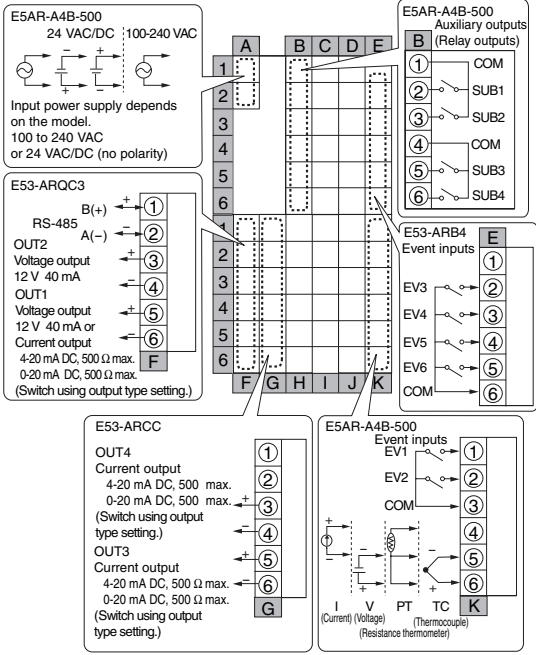 E5AR-A4B-500
24 VAC/DC 100-240 VAC
Input power supply depends
on the model.
100 to 240 VAC
or 24 VAC/DC (no polarity)
A B C D E
1
2
3
4
5
6
1
2
3
4
5
6
F G H I J K
E5AR-A4B-500
Auxiliary outputs
(Relay outputs)
B
1 COM
2 SUB1
3 SUB2
4 COM
5 SUB3
6 SUB4
E53-ARQC3
B(+) + 1
RS-485
A(−) − 2
OUT2
Voltage output + 3
12 V 40 mA
− 4
OUT1
Voltage output + 5
12 V 40 mA or
Current output − 6
4-20 mA DC, 500 Ω max.
0-20 mA DC, 500 Ω max.
(Switch using output type setting.)
F
E53-ARB4
Event inputs
E
1
EV3 2
EV4 3
EV5 4
EV6 5
COM 6
E53-ARCC
OUT4 1
Current output
4-20 mA DC, 500 max. 2
0-20 mA DC, 500 max. + 3
(Switch using output
type setting.) − 4
OUT3 + 5
Current output
4-20 mA DC, 500 Ω max. − 6
0-20 mA DC, 500 Ω max.
(Switch using output
type setting.)
G
E5AR-A4B-500
Event inputs
EV1 1
EV2 2
COM 3
4
5
6
+ − − +
− +
I V PT TC K
(Current) (Voltage) (Thermocouple)
(Resistance thermometer)